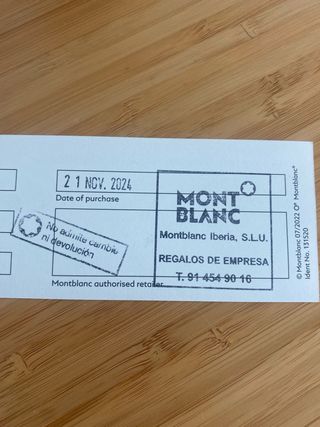 21 NOV. 2024
Date of purchase
MONT
BLANC
Montblanc Iberia, S.L.U.
REGALOS DE EMPRESA
T. 91 454 90 16
No admite cambio
ni devolución
Montblanc authorised retailer
© Montblanc 07/2022 O° Montblanc®
Ident No. 131520